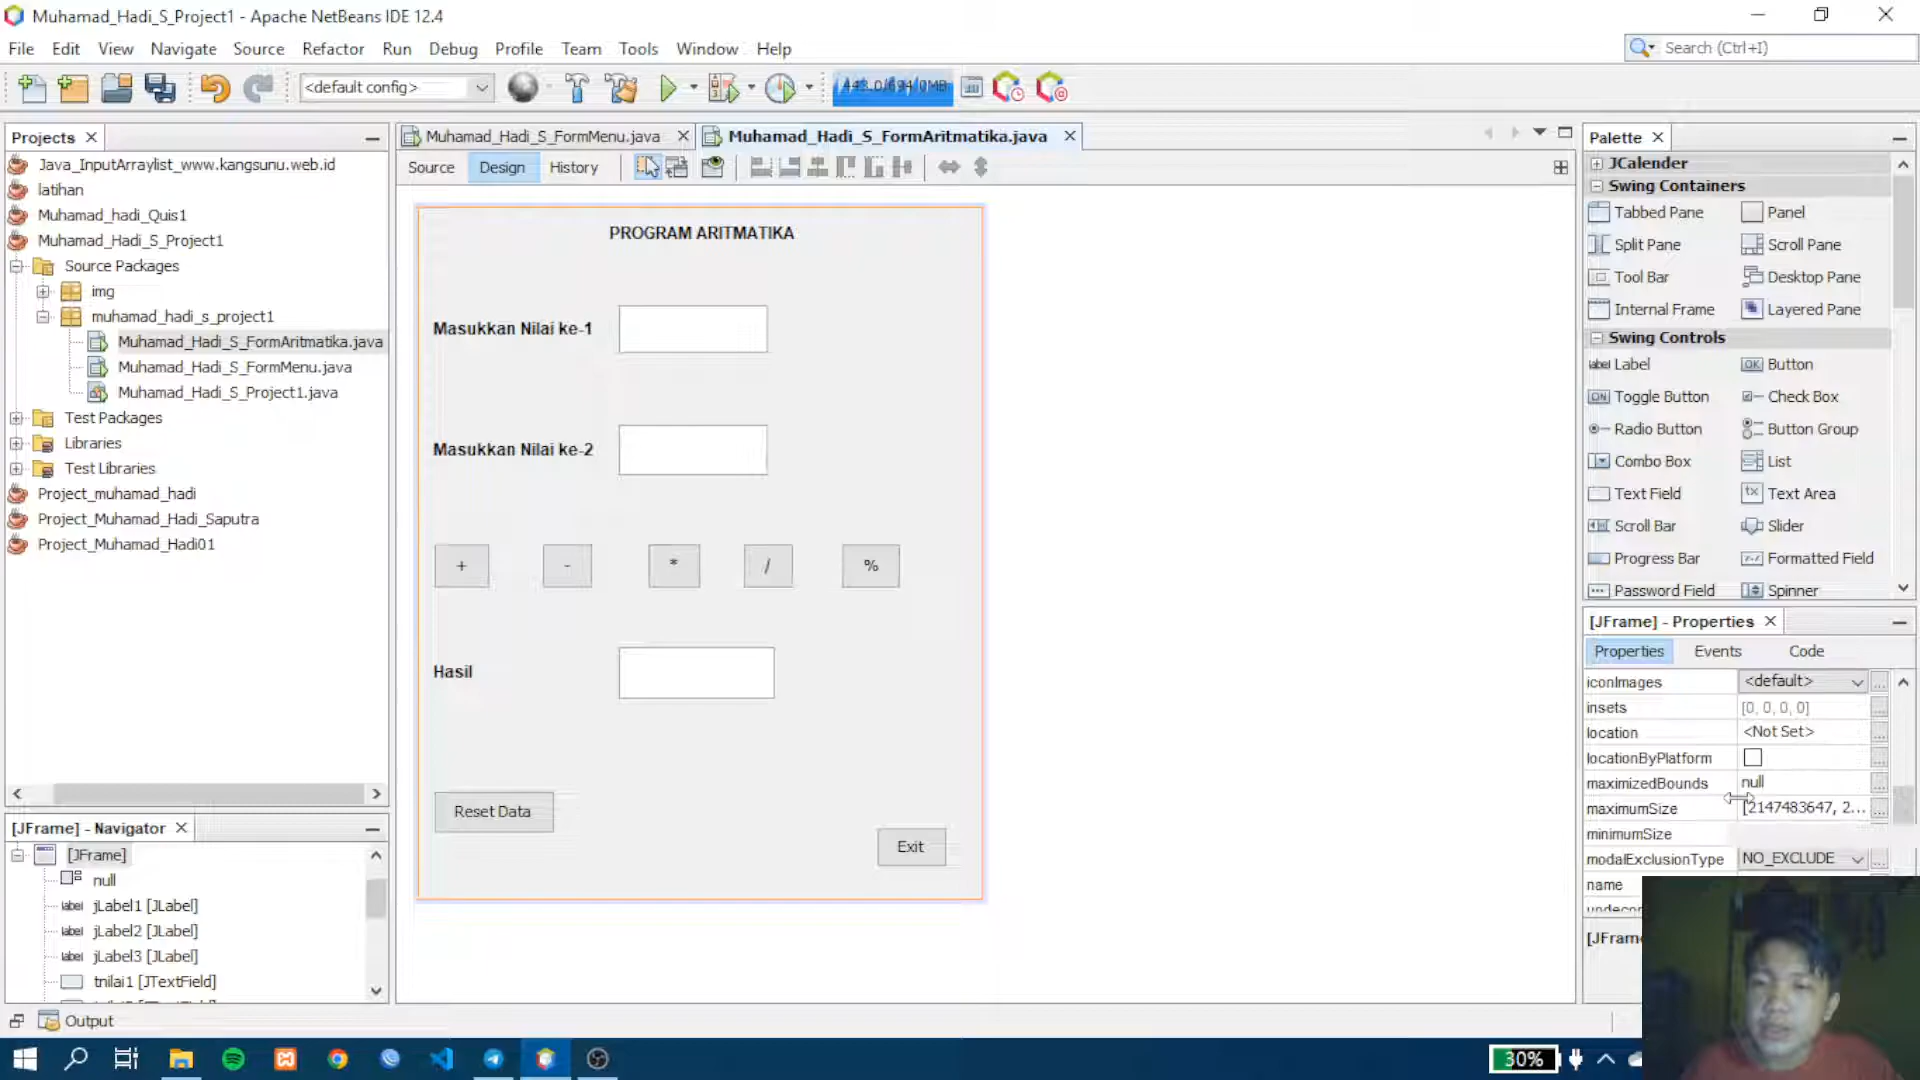 Muhamad_Hadi_S_Project1 - Apache NetBeans IDE 12.4
File Edit View Navigate Source Refactor Run Debug Profile Team Tools Window Help
Search (Ctrl+I)
<default config>
Projects
Java_InputArraylist_www.kangsunu.web.id
latihan
Muhamad_hadi_Quis1
Muhamad_Hadi_S_Project1
Source Packages
img
muhamad_hadi_s_project1
Muhamad_Hadi_S_FormAritmatika.java
Muhamad_Hadi_S_FormMenu.java
Muhamad_Hadi_S_Project1.java
Test Packages
Libraries
Test Libraries
Project_muhamad_hadi
Project_Muhamad_Hadi_Saputra
Project_Muhamad_Hadi01
[JFrame] - Navigator
[JFrame]
null
jLabel1 [JLabel]
jLabel2 [JLabel]
jLabel3 [JLabel]
tnilai1 [JTextField]
Output
Muhamad_Hadi_S_FormMenu.java
Muhamad_Hadi_S_FormAritmatika.java
Source Design History
PROGRAM ARITMATIKA
Masukkan Nilai ke-1
Masukkan Nilai ke-2
+ - * / %
Hasil
Reset Data
Exit
Palette
JCalender
Swing Containers
Tabbed Pane Panel
Split Pane Scroll Pane
Tool Bar Desktop Pane
Internal Frame Layered Pane
Swing Controls
label Label OK Button
ON Toggle Button Check Box
Radio Button Button Group
Combo Box List
Text Field Text Area
Scroll Bar Slider
Progress Bar Formatted Field
Password Field Spinner
[JFrame] - Properties
Properties Events Code
iconImages <default> ...
insets [0, 0, 0, 0] ...
location <Not Set> ...
locationByPlatform
maximizedBounds null ...
maximumSize [2147483647, 2... ...
minimumSize
modalExclusionType NO_EXCLUDE ...
name
[JFram
30%